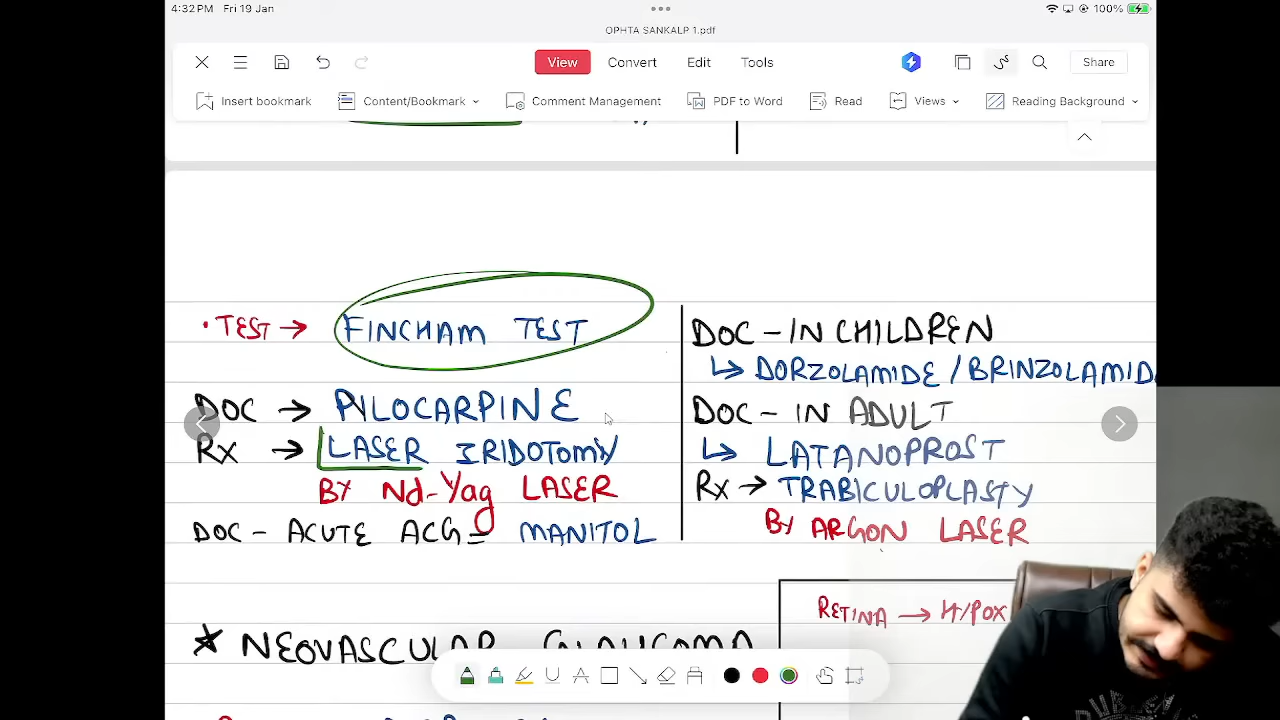 4:32 PM Fri 19 Jan
100%
OPHTA SANKALP 1.pdf
View Convert Edit Tools
Share
Insert bookmark Content/Bookmark Comment Management PDF to Word Read Views Reading Background
• TEST → FINCHAM TEST
DOC → PILOCARPINE
Rx → LASER IRIDOTOMY
BY Nd-Yag LASER
DOC - ACUTE ACG = MANITOL
DOC - IN CHILDREN
↳ DORZOLAMIDE / BRINZOLAMID
DOC - IN ADULT
↳ LATANOPROST
Rx → TRABICULOPLASTY
BY ARGON LASER
RETINA → H/POX
★ NEOVASCULAR GLAUCOMA